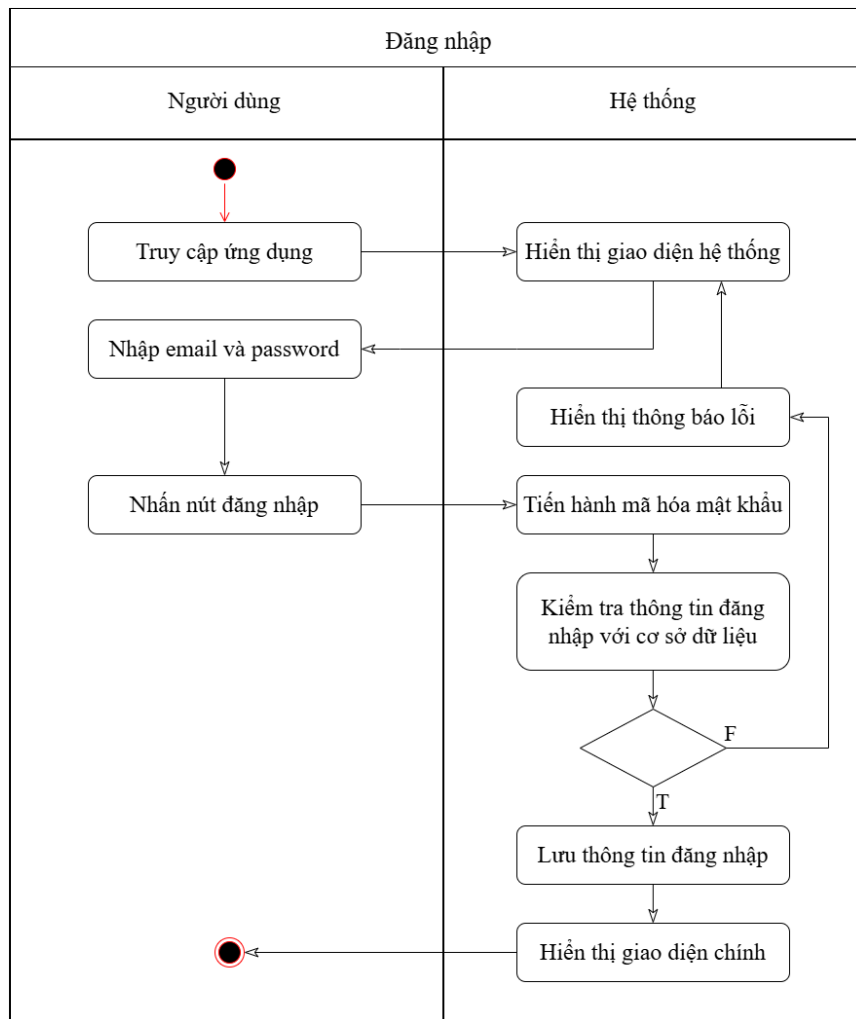 Đăng nhập
Người dùng
Hệ thống
Truy cập ứng dụng
Hiển thị giao diện hệ thống
Nhập email và password
Hiển thị thông báo lỗi
Nhấn nút đăng nhập
Tiến hành mã hóa mật khẩu
Kiểm tra thông tin đăng
nhập với cơ sở dữ liệu
F
T
Lưu thông tin đăng nhập
Hiển thị giao diện chính